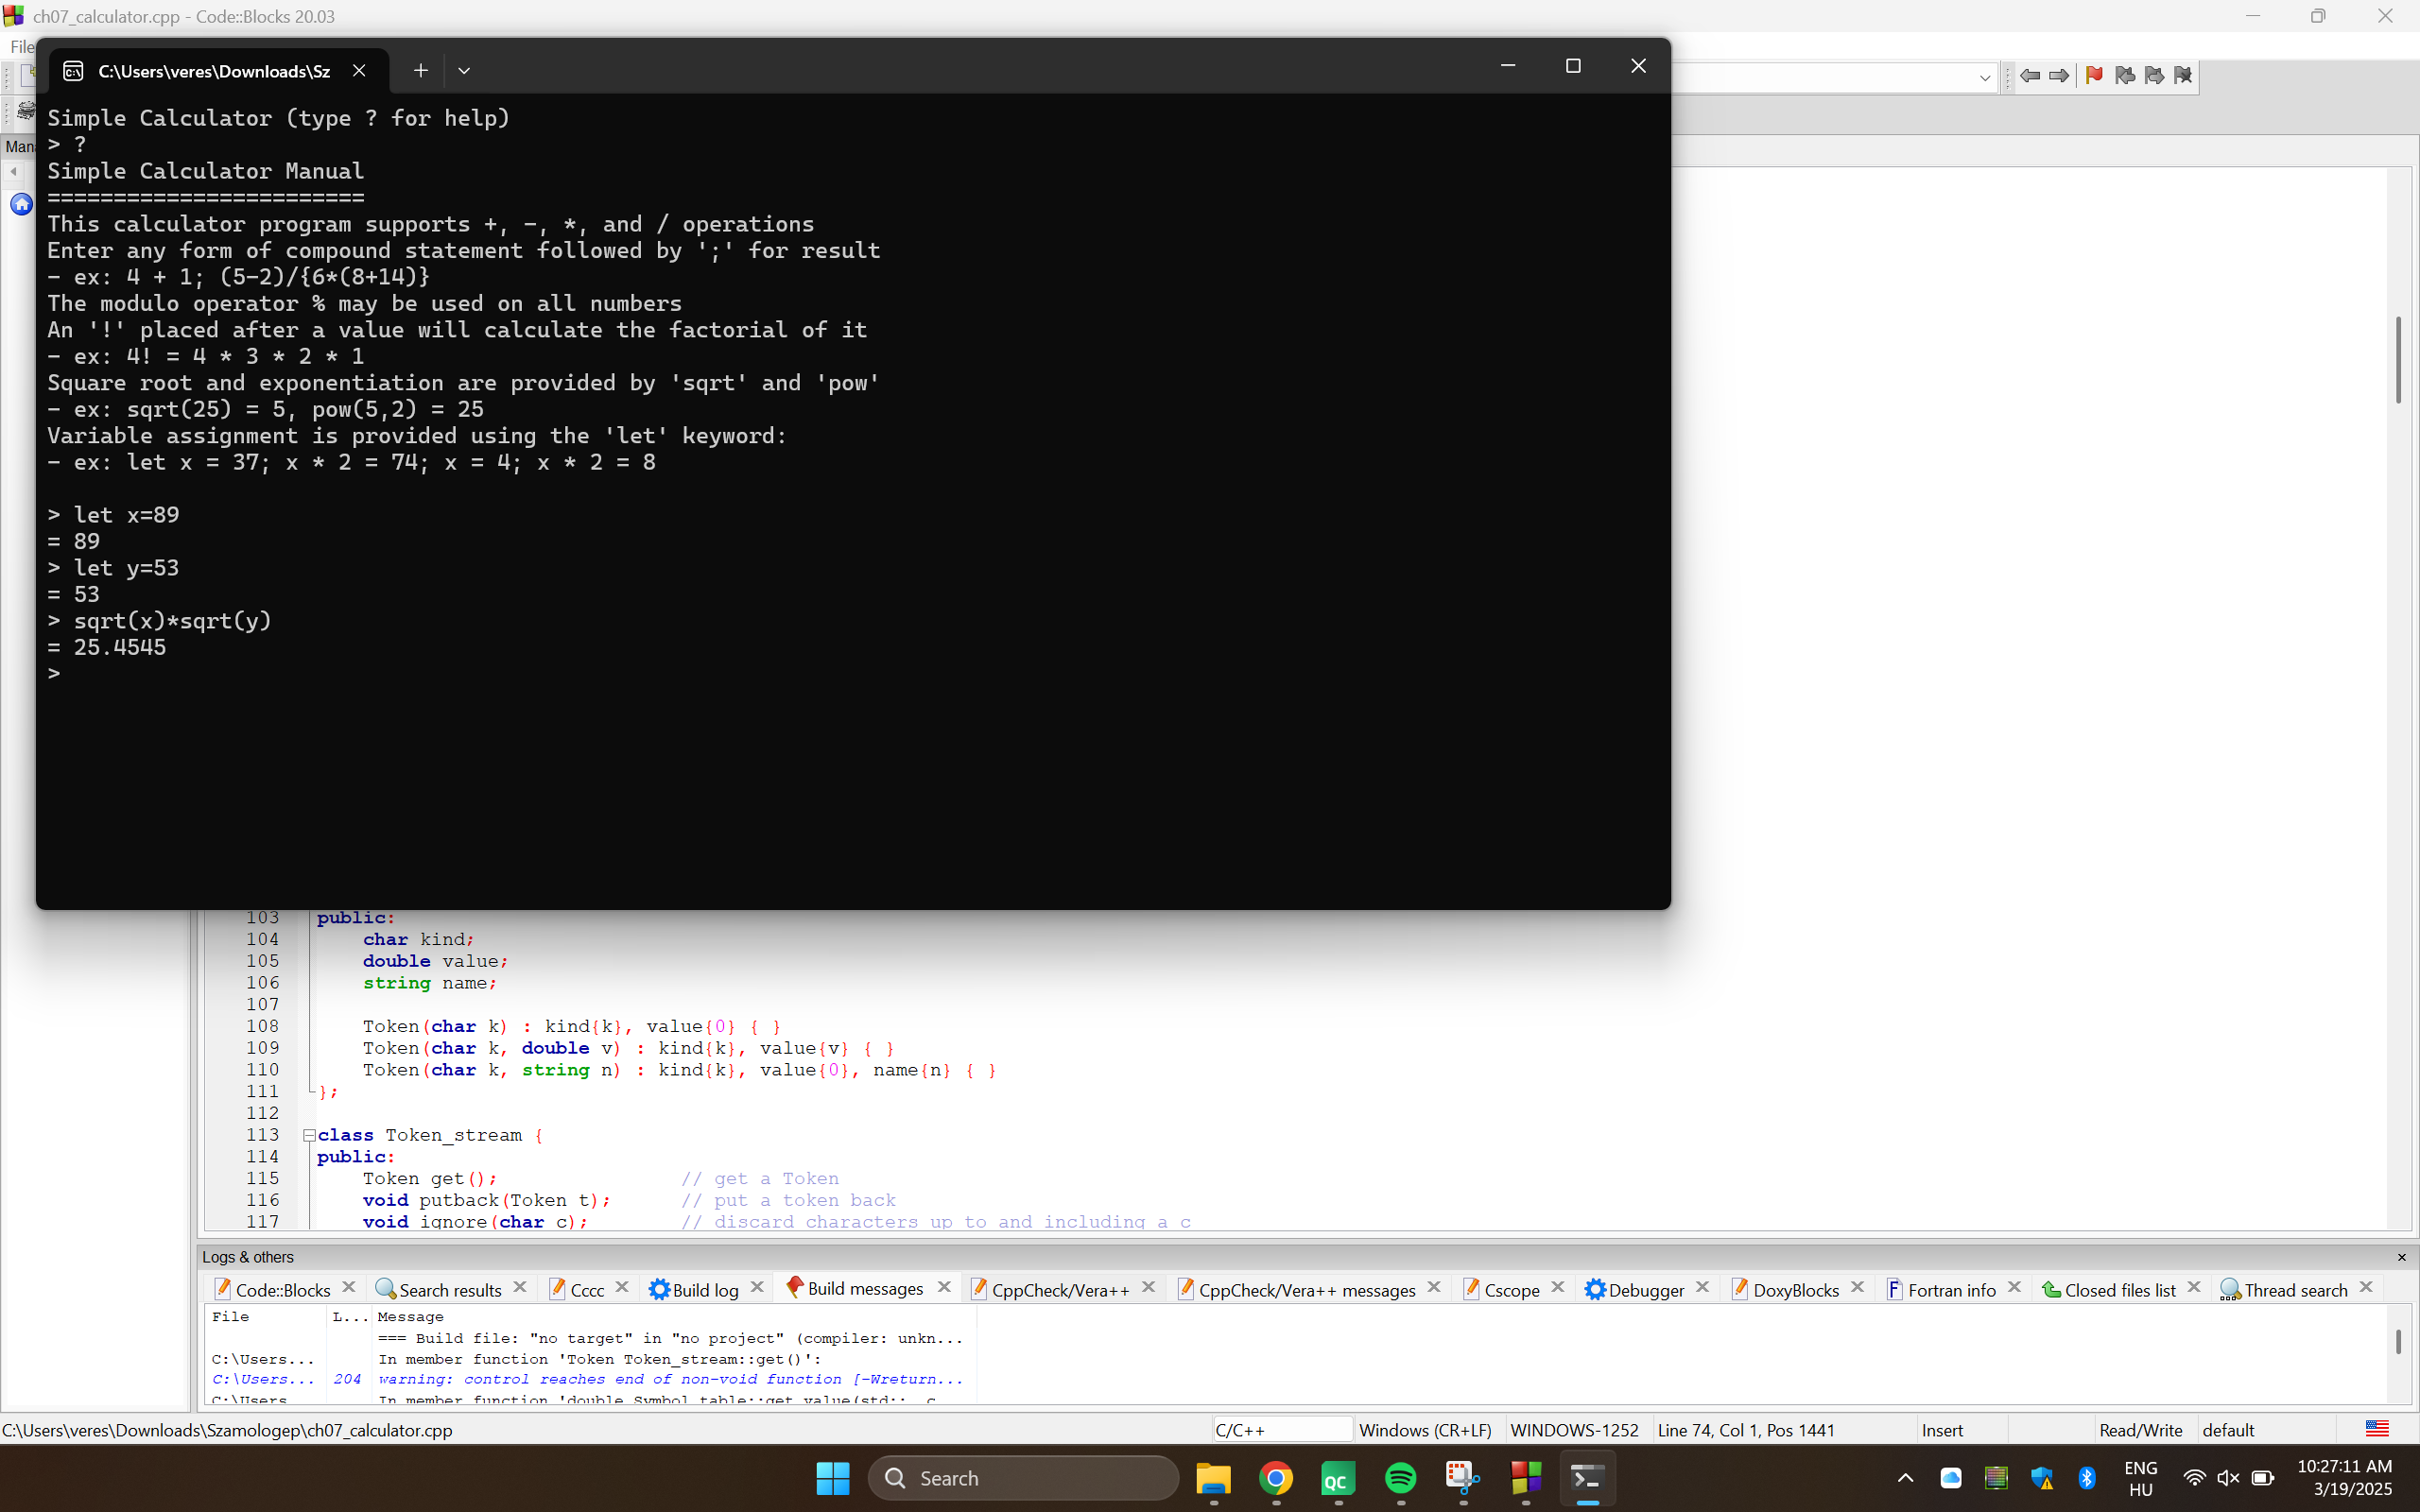 ch07_calculator.cpp - Code::Blocks 20.03
File
C:\Users\veres\Downloads\Sz
Mana
Simple Calculator (type ? for help)
> ?
Simple Calculator Manual
========================
This calculator program supports +, -, *, and / operations
Enter any form of compound statement followed by ';' for result
- ex: 4 + 1; (5-2)/{6*(8+14)}
The modulo operator % may be used on all numbers
An '!' placed after a value will calculate the factorial of it
- ex: 4! = 4 * 3 * 2 * 1
Square root and exponentiation are provided by 'sqrt' and 'pow'
- ex: sqrt(25) = 5, pow(5,2) = 25
Variable assignment is provided using the 'let' keyword:
- ex: let x = 37; x * 2 = 74; x = 4; x * 2 = 8
> let x=89
= 89
> let y=53
= 53
> sqrt(x)*sqrt(y)
= 25.4545
>
103 public:
104 char kind;
105 double value;
106 string name;
107
108 Token(char k) : kind{k}, value{0} { }
109 Token(char k, double v) : kind{k}, value{v} { }
110 Token(char k, string n) : kind{k}, value{0}, name{n} { }
111 };
112
113 class Token_stream {
114 public:
115 Token get(); // get a Token
116 void putback(Token t); // put a token back
117 void ignore(char c); // discard characters up to and including a c
Logs & others
Code::Blocks Search results Cccc Build log Build messages CppCheck/Vera++ CppCheck/Vera++ messages Cscope Debugger DoxyBlocks Fortran info Closed files list Thread search
File L... Message
=== Build file: "no target" in "no project" (compiler: unkn...
C:\Users... In member function 'Token Token_stream::get()':
C:\Users... 204 warning: control reaches end of non-void function [-Wreturn...
C:\Users... In member function 'double Symbol_table::get_value(std::
C:\Users\veres\Downloads\Szamologep\ch07_calculator.cpp C/C++ Windows (CR+LF) WINDOWS-1252 Line 74, Col 1, Pos 1441 Insert Read/Write default
Search
QC
ENG
HU
10:27:11 AM
3/19/2025